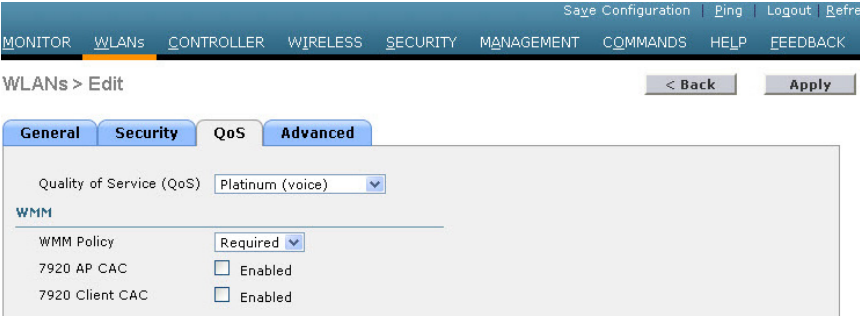 Save Configuration | Ping | Logout | Refre
MONITOR WLANs CONTROLLER WIRELESS SECURITY MANAGEMENT COMMANDS HELP FEEDBACK
WLANs > Edit < Back Apply
General Security QoS Advanced
Quality of Service (QoS) Platinum (voice)
WMM
WMM Policy Required
7920 AP CAC Enabled
7920 Client CAC Enabled